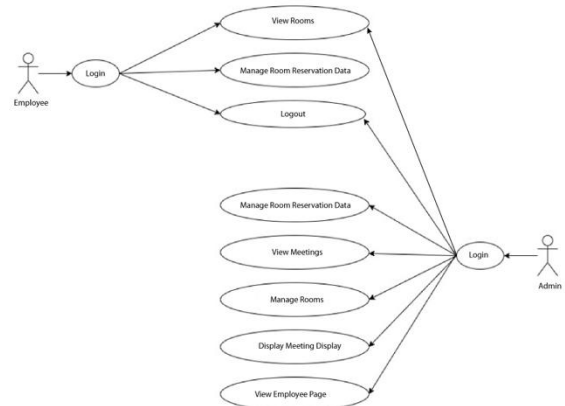 View Rooms
Login
Manage Room Reservation Data
Employee
Logout
Manage Room Reservation Data
View Meetings
Login
Admin
Manage Rooms
Display Meeting Display
View Employee Page